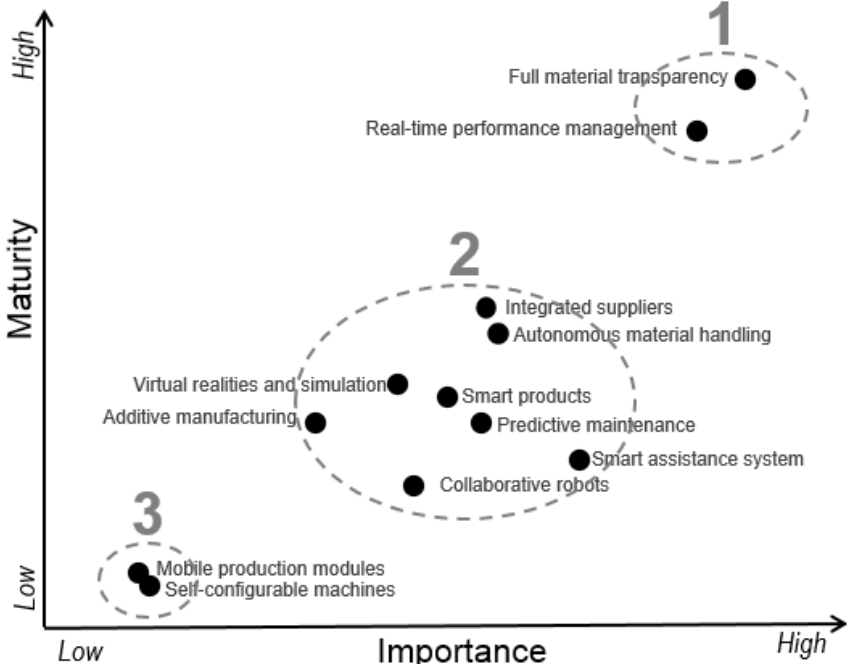 1
High
Full material transparency
Real-time performance management
2
Maturity
Integrated suppliers
Autonomous material handling
Virtual realities and simulation
Smart products
Additive manufacturing
Predictive maintenance
Smart assistance system
Collaborative robots
3
Mobile production modules
Self-configurable machines
Low
Low
Importance
High